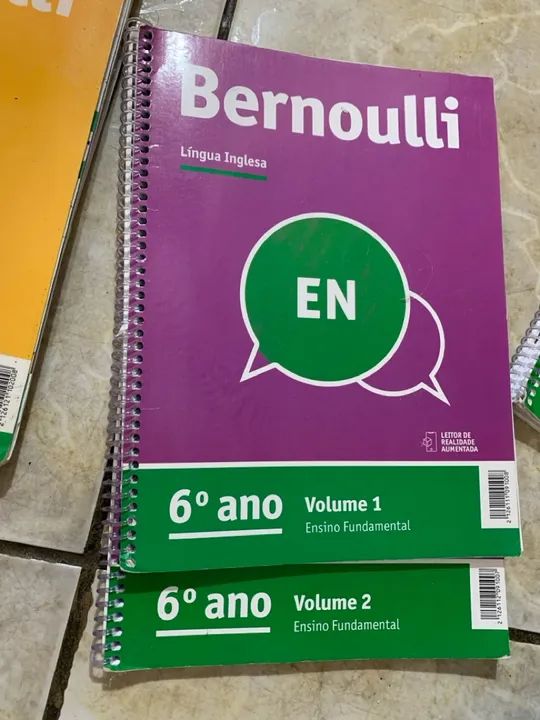 Bernoulli
Língua Inglesa
EN
LEITOR DE
REALIDADE
AUMENTADA
6º ano
Volume 1
Ensino Fundamental
6º ano
Volume 2
Ensino Fundamental